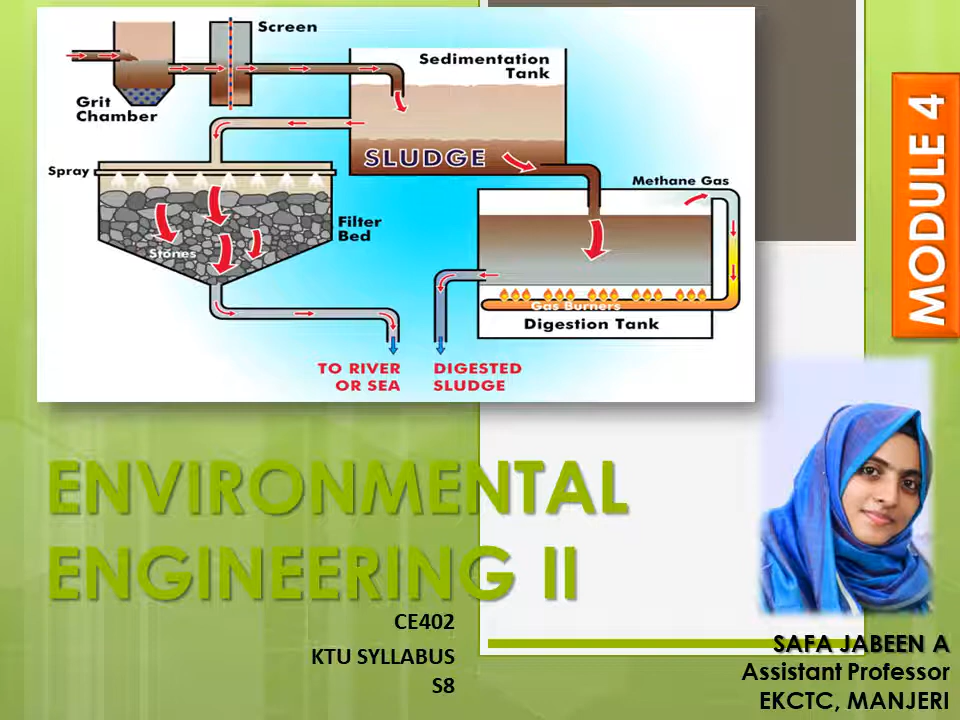 Screen
Sedimentation
Tank
Grit
Chamber
SLUDGE
Spray
Methane Gas
Filter
Bed
Stones
Gas Burners
Digestion Tank
TO RIVER
OR SEA
DIGESTED
SLUDGE
MODULE 4
ENVIRONMENTAL
ENGINEERING II
CE402
KTU SYLLABUS
S8
SAFA JABEEN A
Assistant Professor
EKCTC, MANJERI